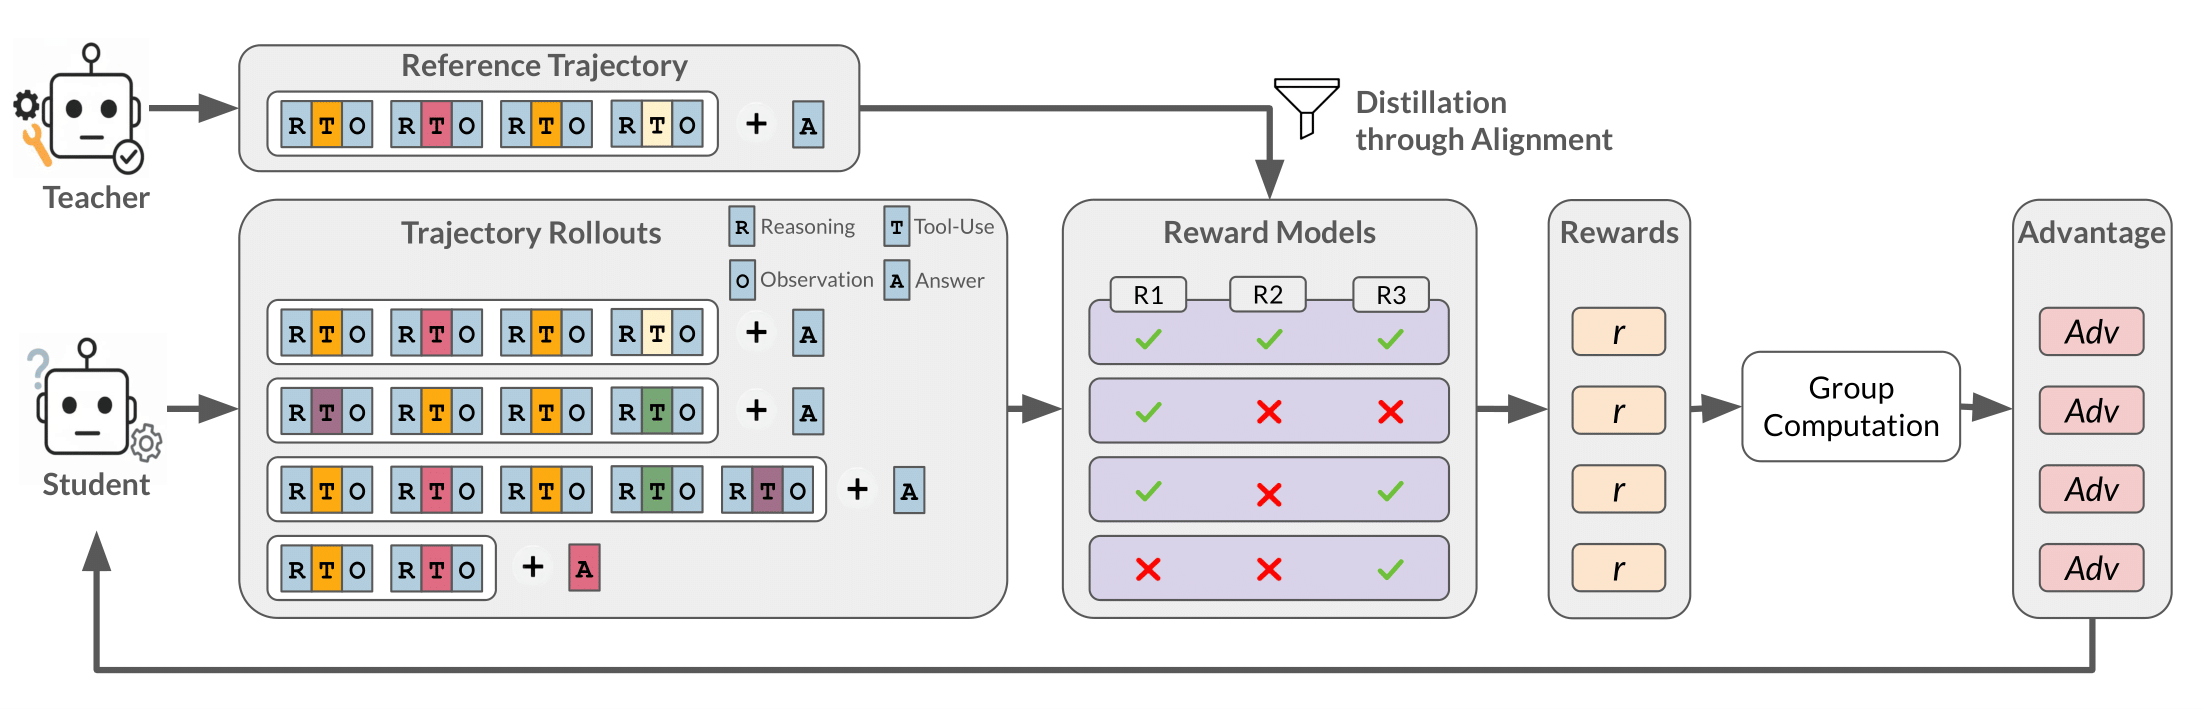 Reference Trajectory
R T O R T O R T O R T O + A
Teacher
Distillation
through Alignment
Trajectory Rollouts
R Reasoning T Tool-Use
O Observation A Answer
R T O R T O R T O R T O + A
R T O R T O R T O R T O + A
R T O R T O R T O R T O R T O + A
R T O R T O + A
?
Student
Reward Models
R1 R2 R3
Rewards
r
r
r
r
Group
Computation
Advantage
Adv
Adv
Adv
Adv